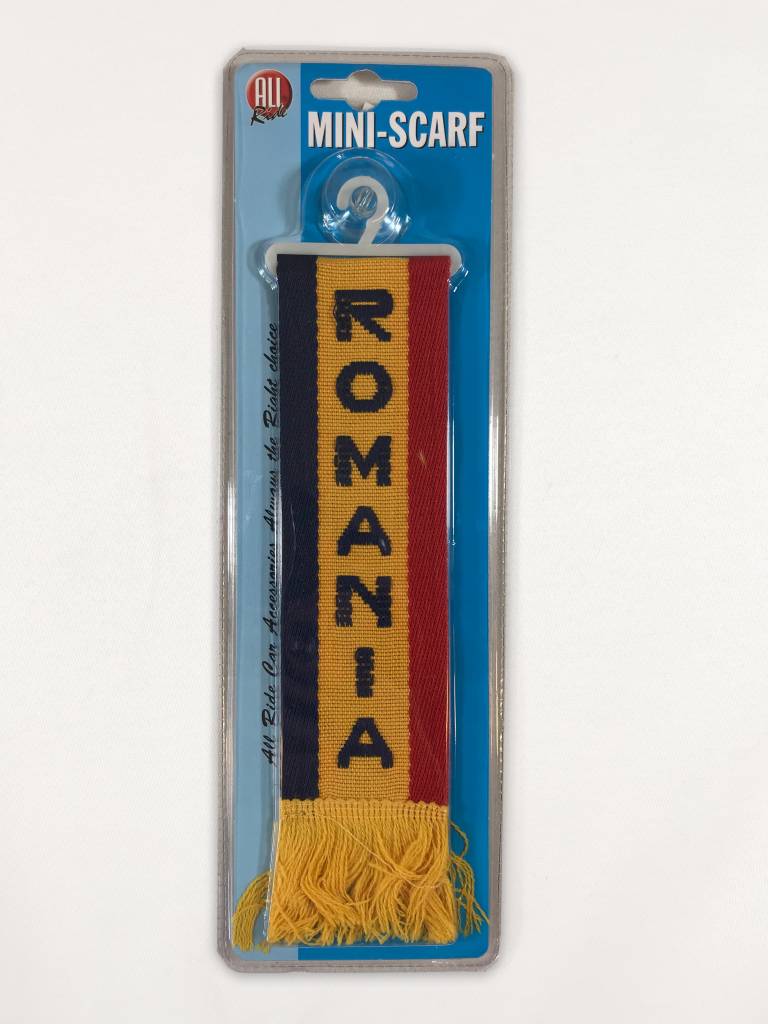 ALL
Ride
MINI-SCARF
ROMANIA
All Ride Car Accessories Always the Right choice